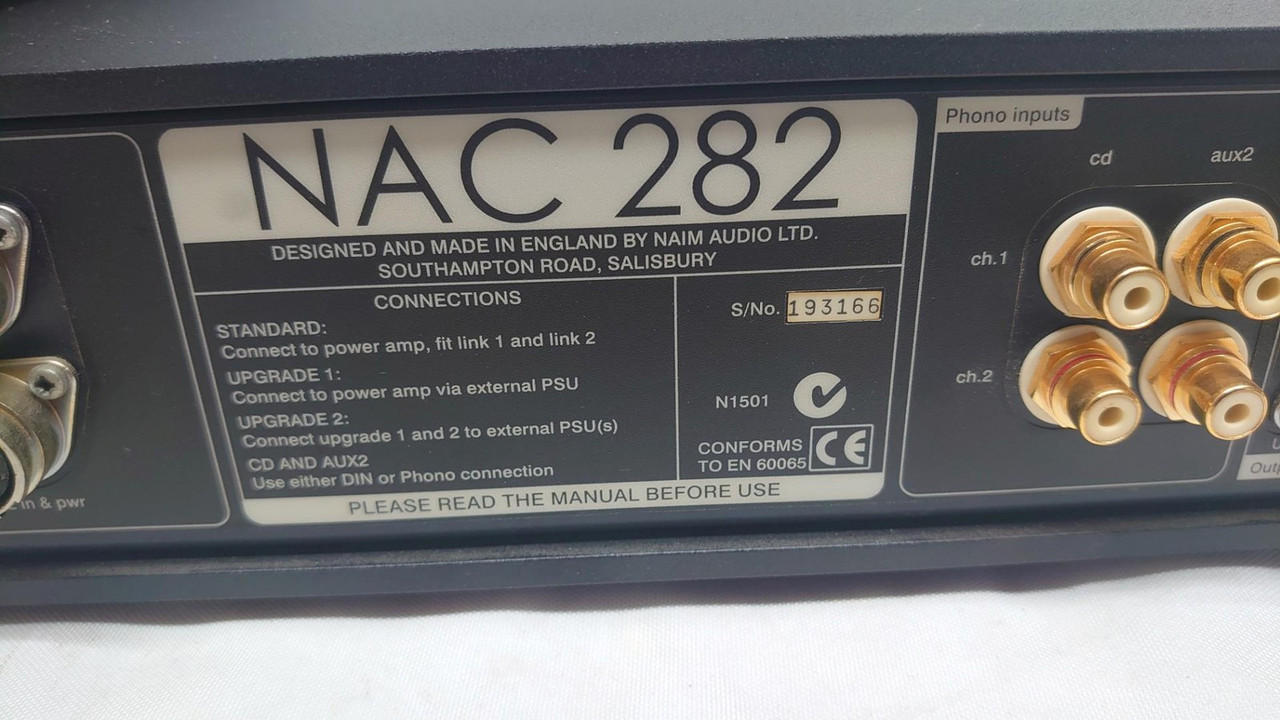 NAC 282
DESIGNED AND MADE IN ENGLAND BY NAIM AUDIO LTD.
SOUTHAMPTON ROAD, SALISBURY
CONNECTIONS
STANDARD:
Connect to power amp, fit link 1 and link 2
UPGRADE 1:
Connect to power amp via external PSU
UPGRADE 2:
Connect upgrade 1 and 2 to external PSU(s)
CD AND AUX2
Use either DIN or Phono connection
S/No. 193166
N1501
CONFORMS
TO EN 60065
CE
PLEASE READ THE MANUAL BEFORE USE
in & pwr
Phono inputs
cd aux2
ch.1
ch.2